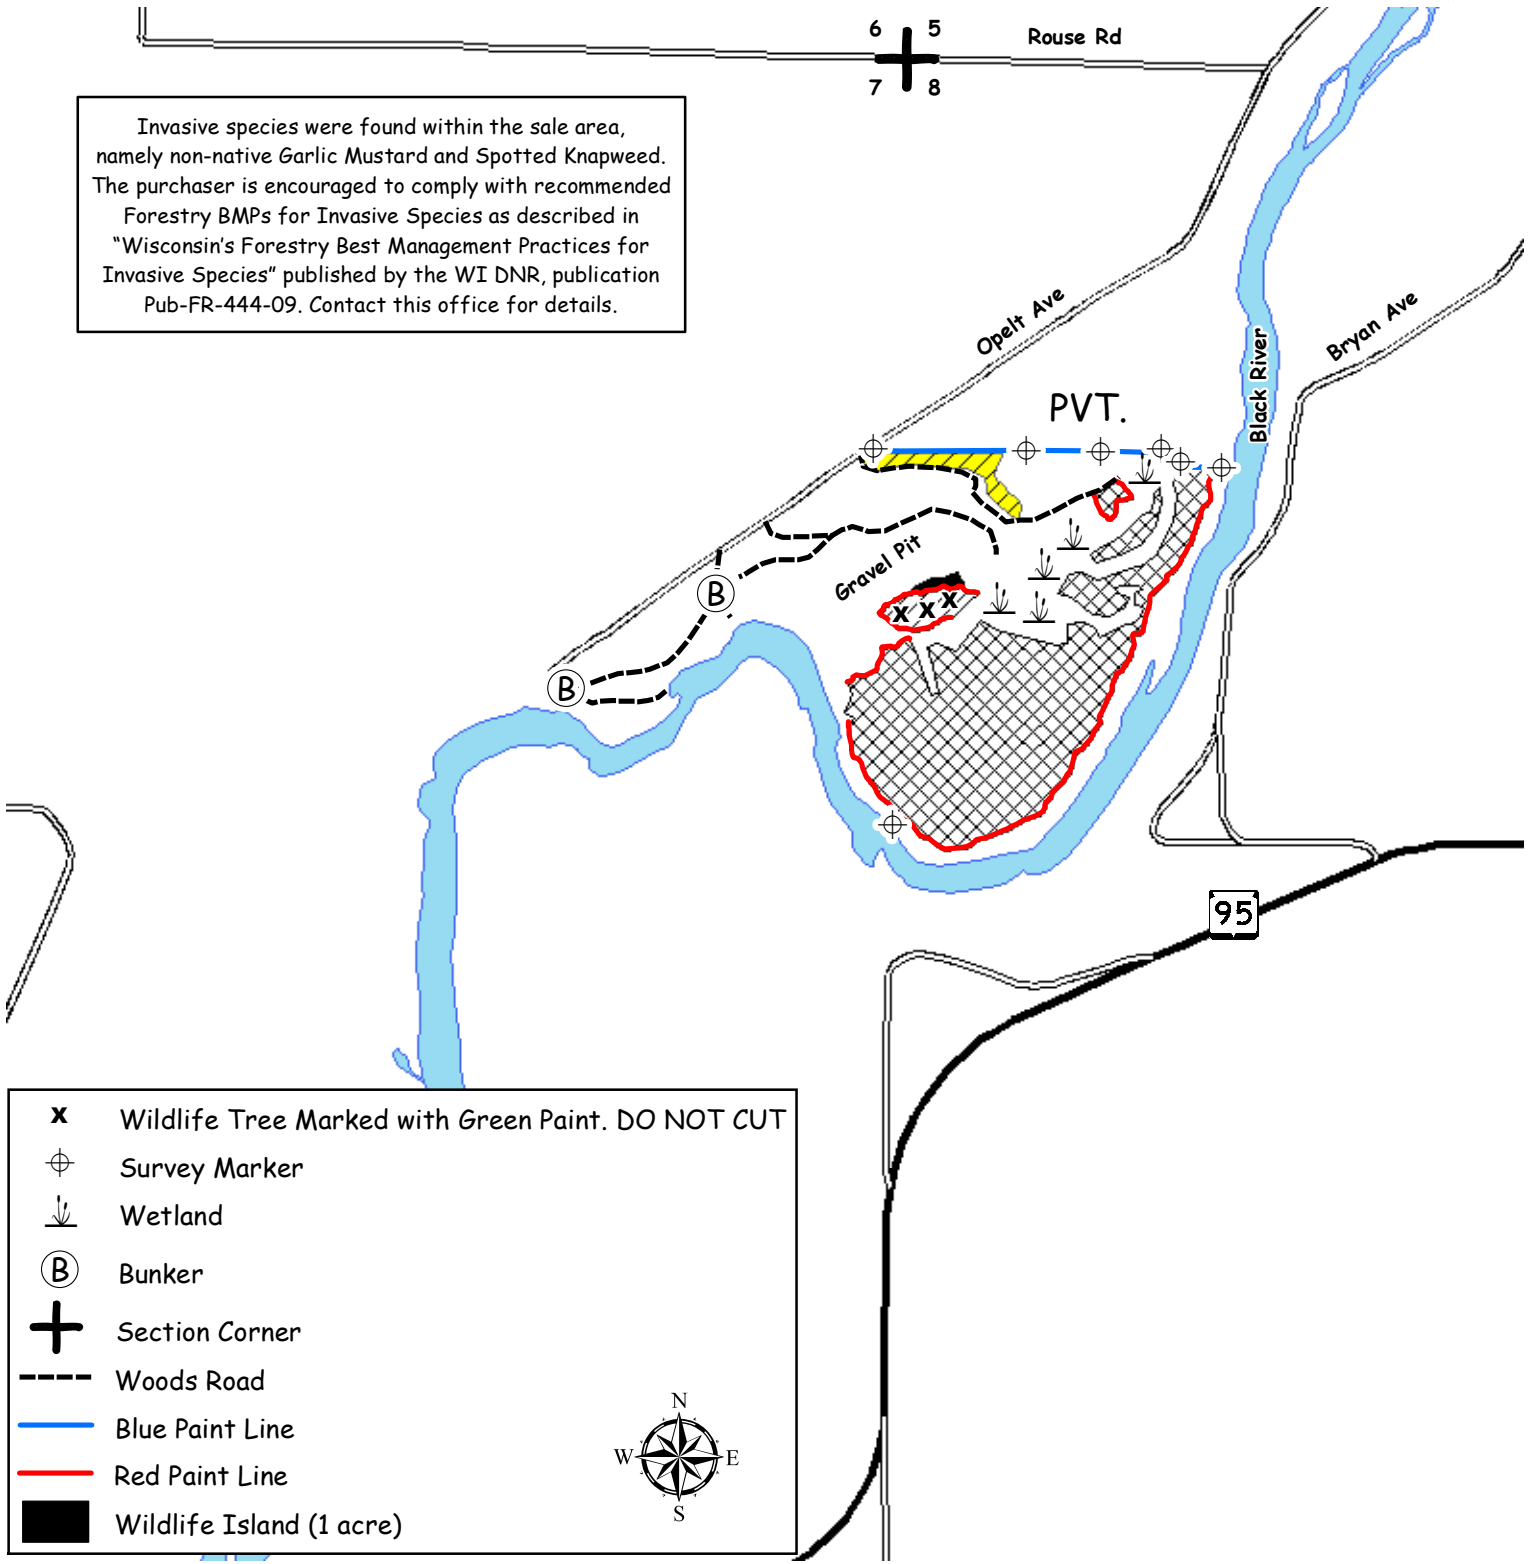 6 5
Rouse Rd
7 8
Invasive species were found within the sale area,
namely non-native Garlic Mustard and Spotted Knapweed.
The purchaser is encouraged to comply with recommended
Forestry BMPs for Invasive Species as described in
“Wisconsin’s Forestry Best Management Practices for
Invasive Species” published by the WI DNR, publication
Pub-FR-444-09. Contact this office for details.
Opelt Ave
Bryan Ave
Black River
PVT.
Gravel Pit
B
X X X
B
95
X Wildlife Tree Marked with Green Paint. DO NOT CUT
Survey Marker
Wetland
B Bunker
Section Corner
Woods Road
Blue Paint Line
Red Paint Line
Wildlife Island (1 acre)
N
W E
S